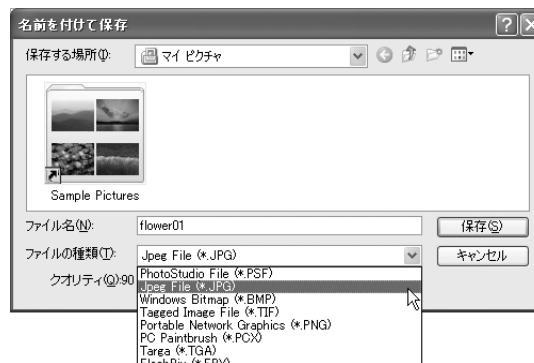 名前を付けて保存
保存する場所(I): マイ ピクチャ
Sample Pictures
ファイル名(N): flower01 保存(S)
ファイルの種類(T): Jpeg File (*.JPG) キャンセル
クオリティ(Q):90
PhotoStudio File (*.PSF)
Jpeg File (*.JPG)
Windows Bitmap (*.BMP)
Tagged Image File (*.TIF)
Portable Network Graphics (*.PNG)
PC Paintbrush (*.PCX)
Targa (*.TGA)
FlashPix (*.FPX)